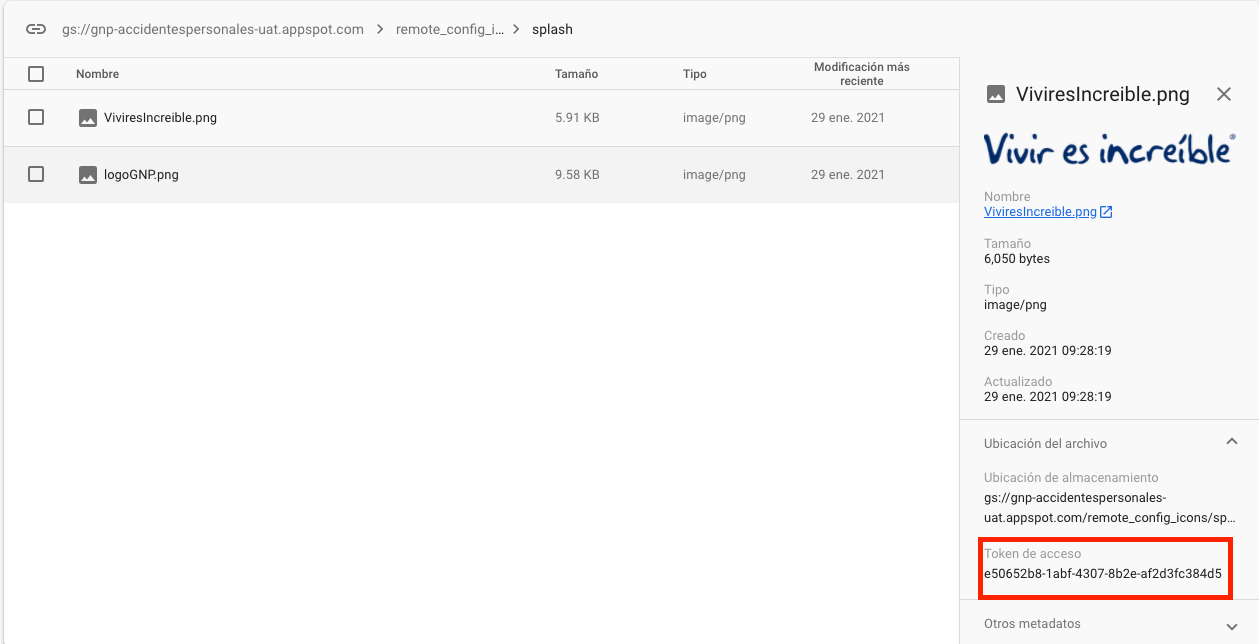 gs://gnp-accidentespersonales-uat.appspot.com > remote_config_i... > splash
Nombre Tamaño Tipo Modificación más reciente
ViviresIncreible.png 5.91 KB image/png 29 ene. 2021
logoGNP.png 9.58 KB image/png 29 ene. 2021
ViviresIncreible.png
Vivir es increíble®
Nombre
ViviresIncreible.png
Tamaño
6,050 bytes
Tipo
image/png
Creado
29 ene. 2021 09:28:19
Actualizado
29 ene. 2021 09:28:19
Ubicación del archivo
Ubicación de almacenamiento
gs://gnp-accidentespersonales-
uat.appspot.com/remote_config_icons/sp...
Token de acceso
e50652b8-1abf-4307-8b2e-af2d3fc384d5
Otros metadatos